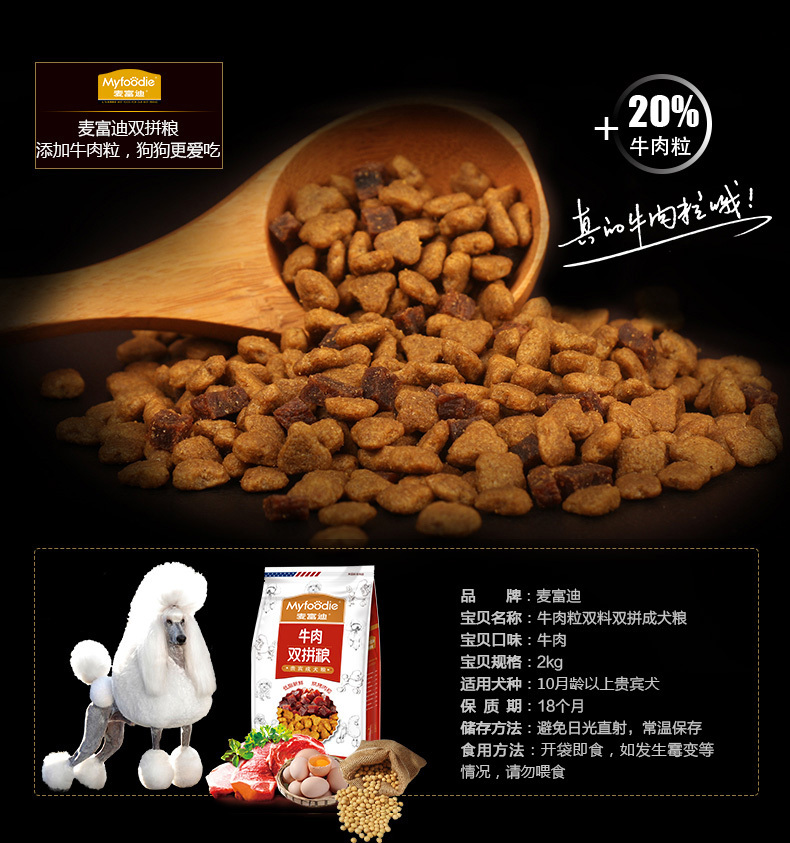 Myfoodie
麦富迪
麦富迪双拼粮
添加牛肉粒，狗狗更爱吃
+ 20%
牛肉粒
真的牛肉粒哦！
Myfoodie
麦富迪
牛肉
双拼粮
贵宾成犬粮
品 牌：麦富迪
宝贝名称：牛肉粒双料双拼成犬粮
宝贝口味：牛肉
宝贝规格：2kg
适用犬种：10月龄以上贵宾犬
保 质 期：18个月
储存方法：避免日光直射，常温保存
食用方法：开袋即食，如发生霉变等
情况，请勿喂食